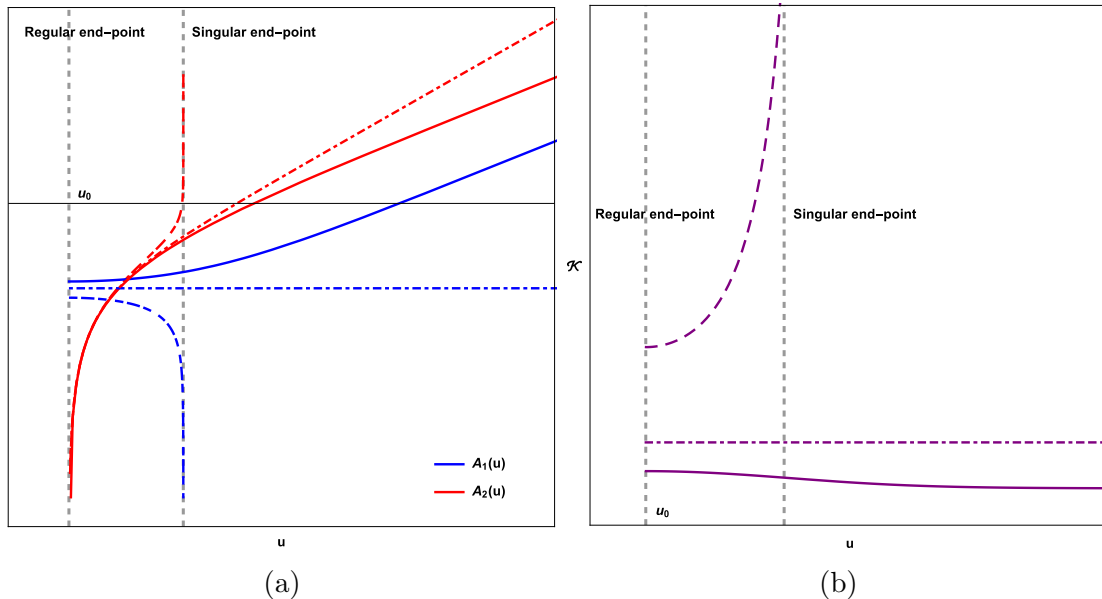 Regular end–point
Singular end–point
u₀
A₁(u)
A₂(u)
u
(a)
Regular end–point
Singular end–point
𝒦
u₀
u
(b)